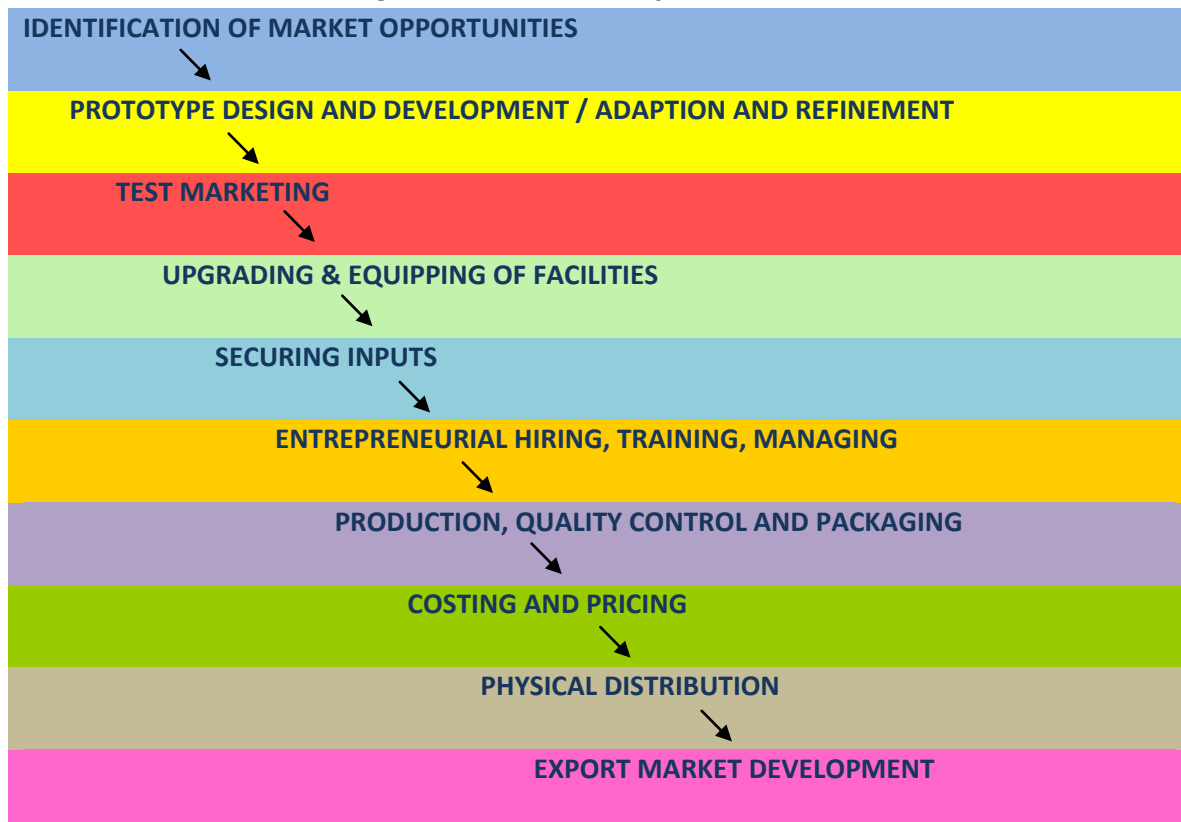 IDENTIFICATION OF MARKET OPPORTUNITIES
PROTOTYPE DESIGN AND DEVELOPMENT / ADAPTION AND REFINEMENT
TEST MARKETING
UPGRADING & EQUIPPING OF FACILITIES
SECURING INPUTS
ENTREPRENEURIAL HIRING, TRAINING, MANAGING
PRODUCTION, QUALITY CONTROL AND PACKAGING
COSTING AND PRICING
PHYSICAL DISTRIBUTION
EXPORT MARKET DEVELOPMENT